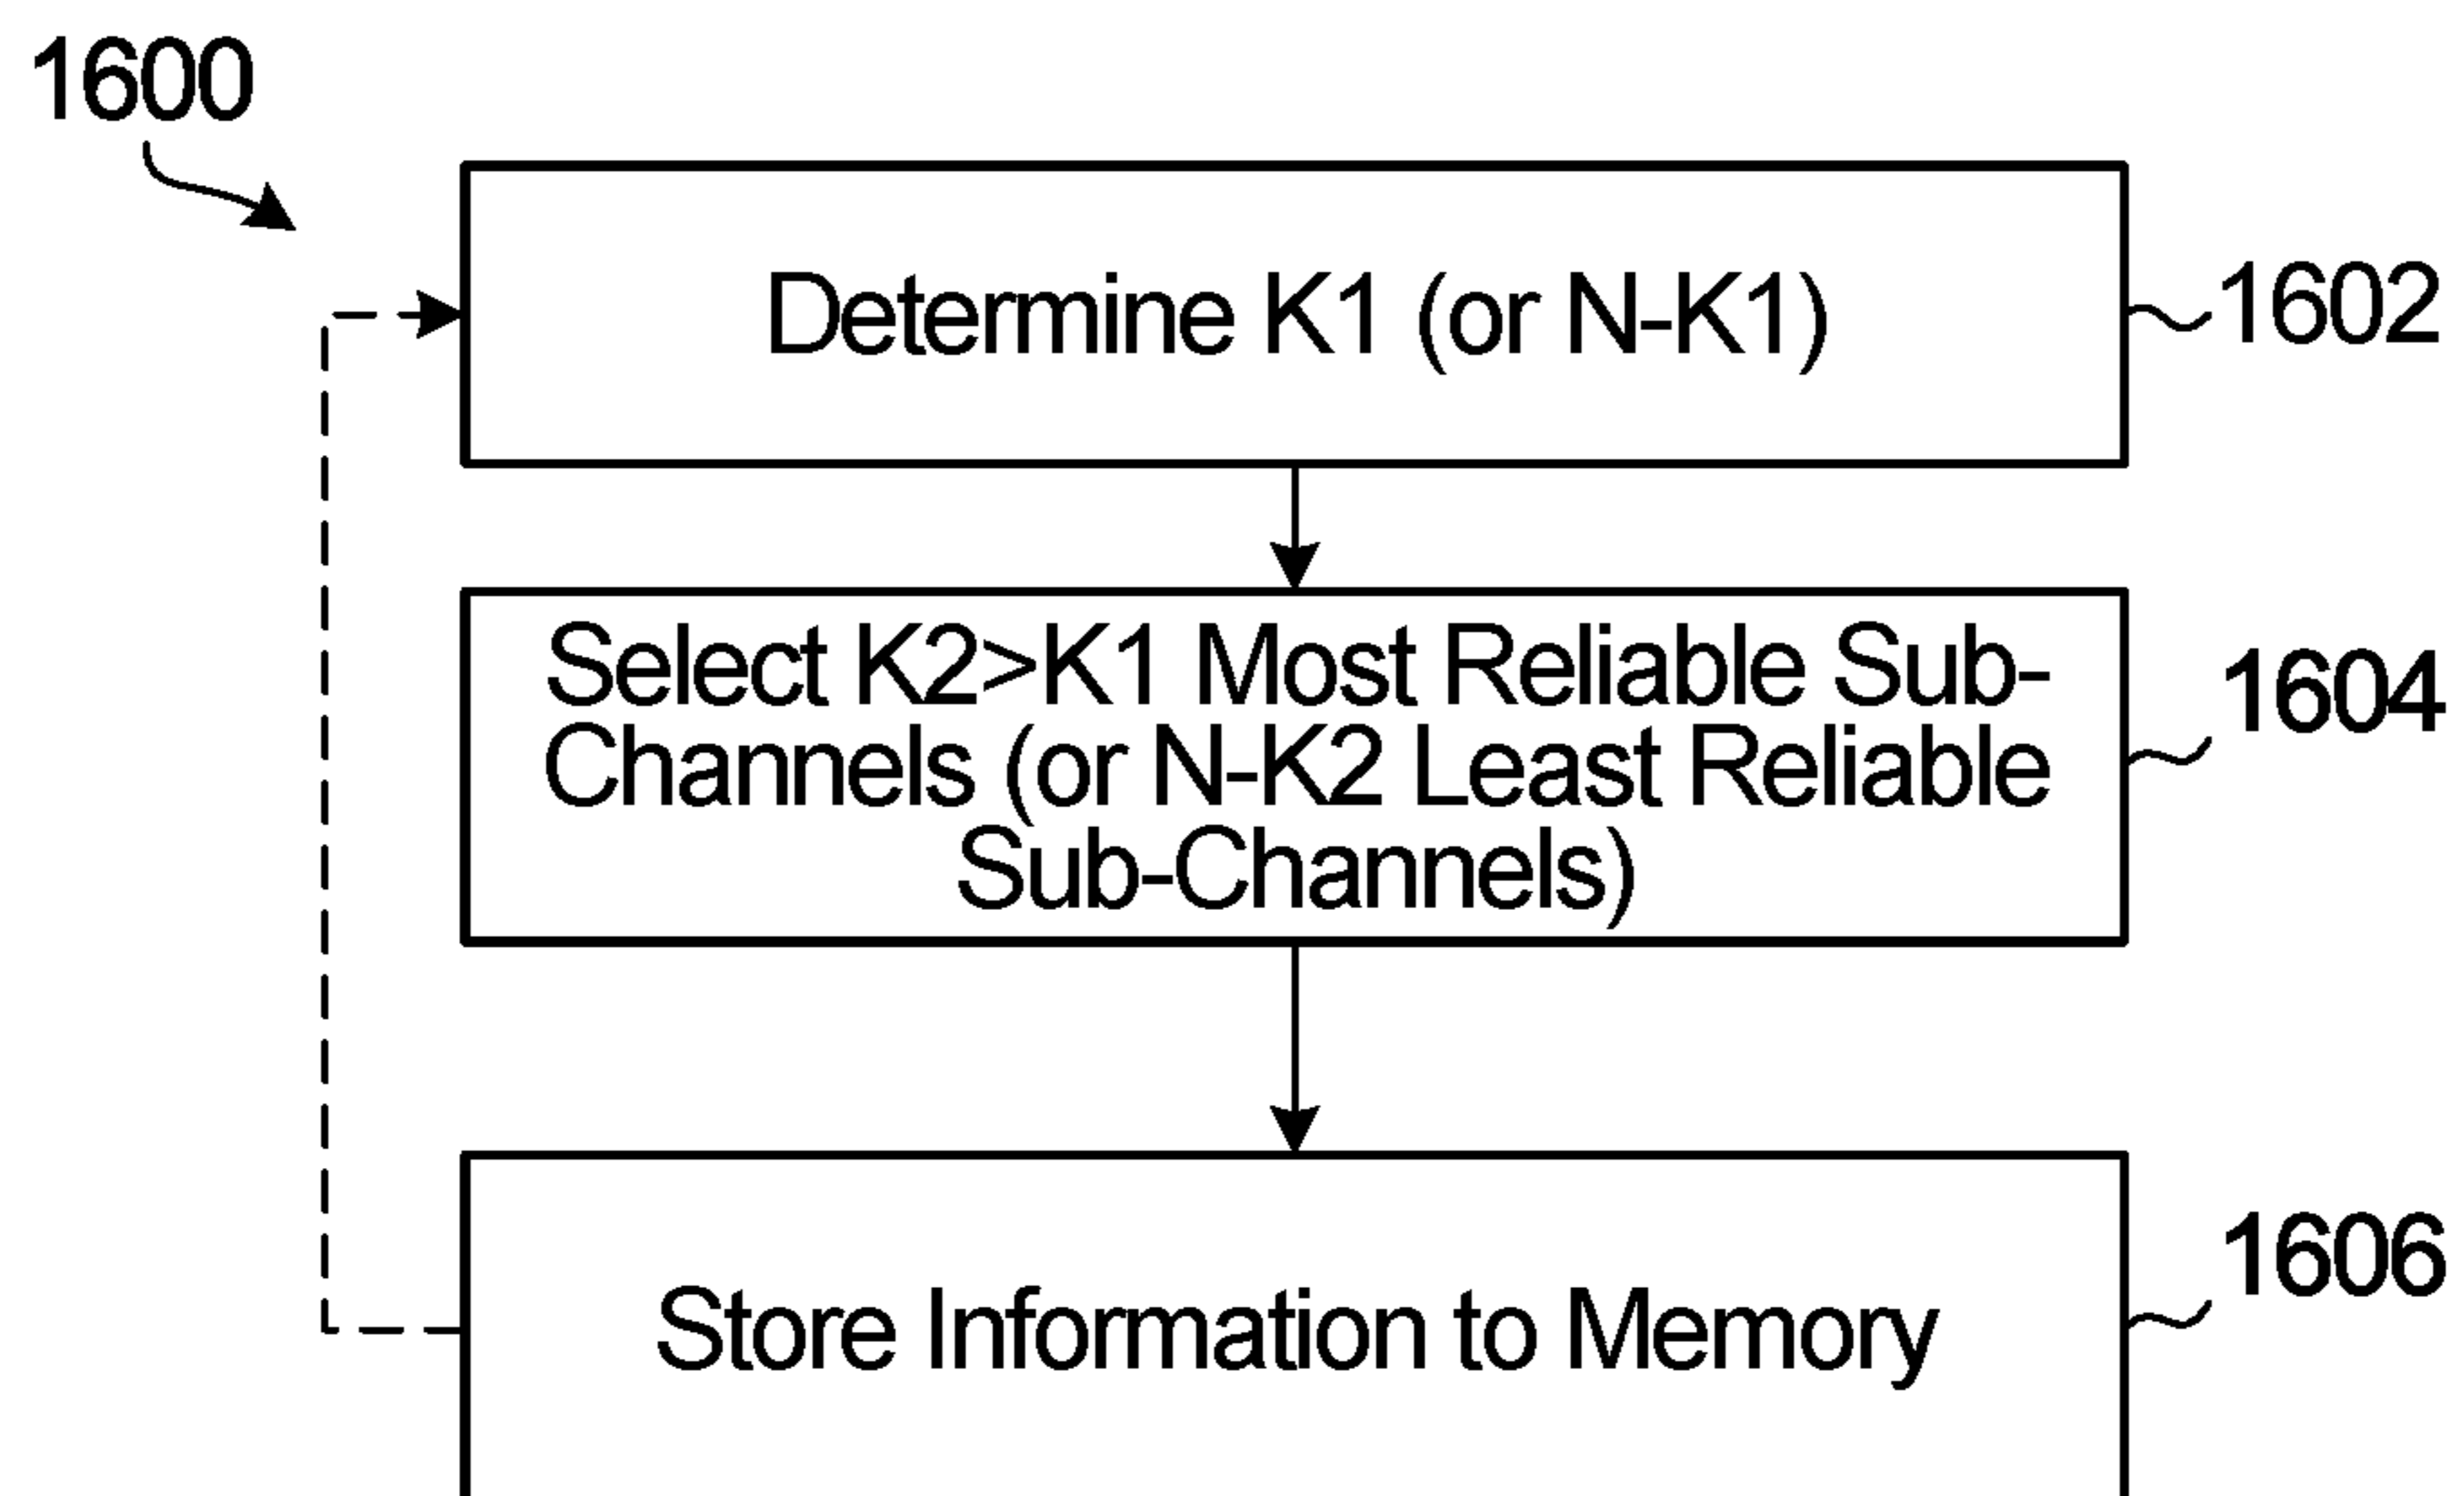 1600
Determine K1 (or N-K1)
1602
Select K2>K1 Most Reliable Sub-
Channels (or N-K2 Least Reliable
Sub-Channels)
1604
Store Information to Memory
1606